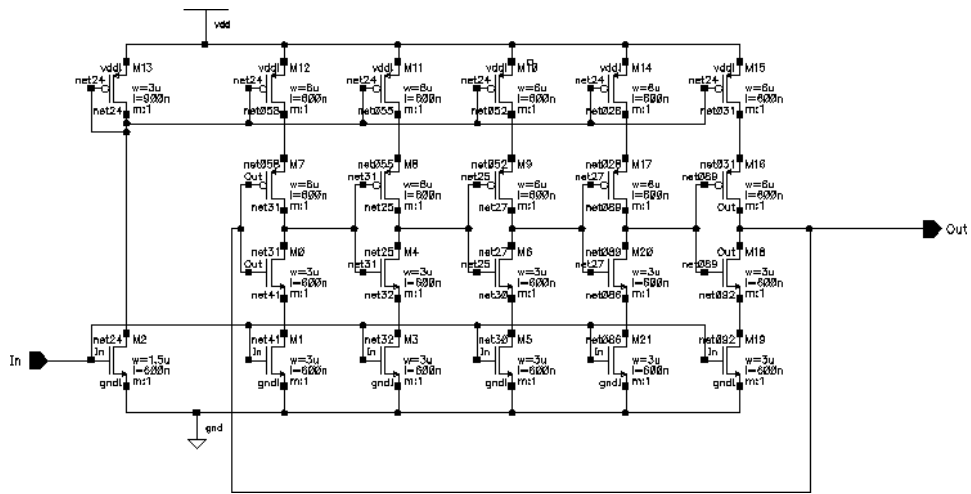 vdd
vdd! M13
net24
w=3u
l=900n
net24 m:1
vdd! M12
net24
w=6u
l=600n
net058 m:1
vdd! M11
net24
w=6u
l=600n
net055 m:1
vdd! M10
net24
w=6u
l=600n
net052 m:1
vdd! M14
net24
w=6u
l=600n
net028 m:1
vdd! M15
net24
w=6u
l=600n
net031 m:1
net058 M7
Out
w=6u
l=600n
net31 m:1
net055 M8
net31
w=6u
l=600n
net25 m:1
net052 M9
net25
w=6u
l=600n
net27 m:1
net028 M17
net27
w=6u
l=600n
net089 m:1
net031 M16
net089
w=6u
l=600n
Out m:1
Out
net31 M0
Out
w=3u
l=600n
net41 m:1
net25 M4
net31
w=3u
l=600n
net32 m:1
net27 M6
net25
w=3u
l=600n
net30 m:1
net089 M20
net27
w=3u
l=600n
net086 m:1
Out M18
net089
w=3u
l=600n
net092 m:1
In
net24 M2
In
w=1.5u
l=600n
gnd! m:1
net41 M1
In
w=3u
l=600n
gnd! m:1
net32 M3
In
w=3u
l=600n
gnd! m:1
net30 M5
In
w=3u
l=600n
gnd! m:1
net086 M21
In
w=3u
l=600n
gnd! m:1
net092 M19
In
w=3u
l=600n
gnd! m:1
gnd